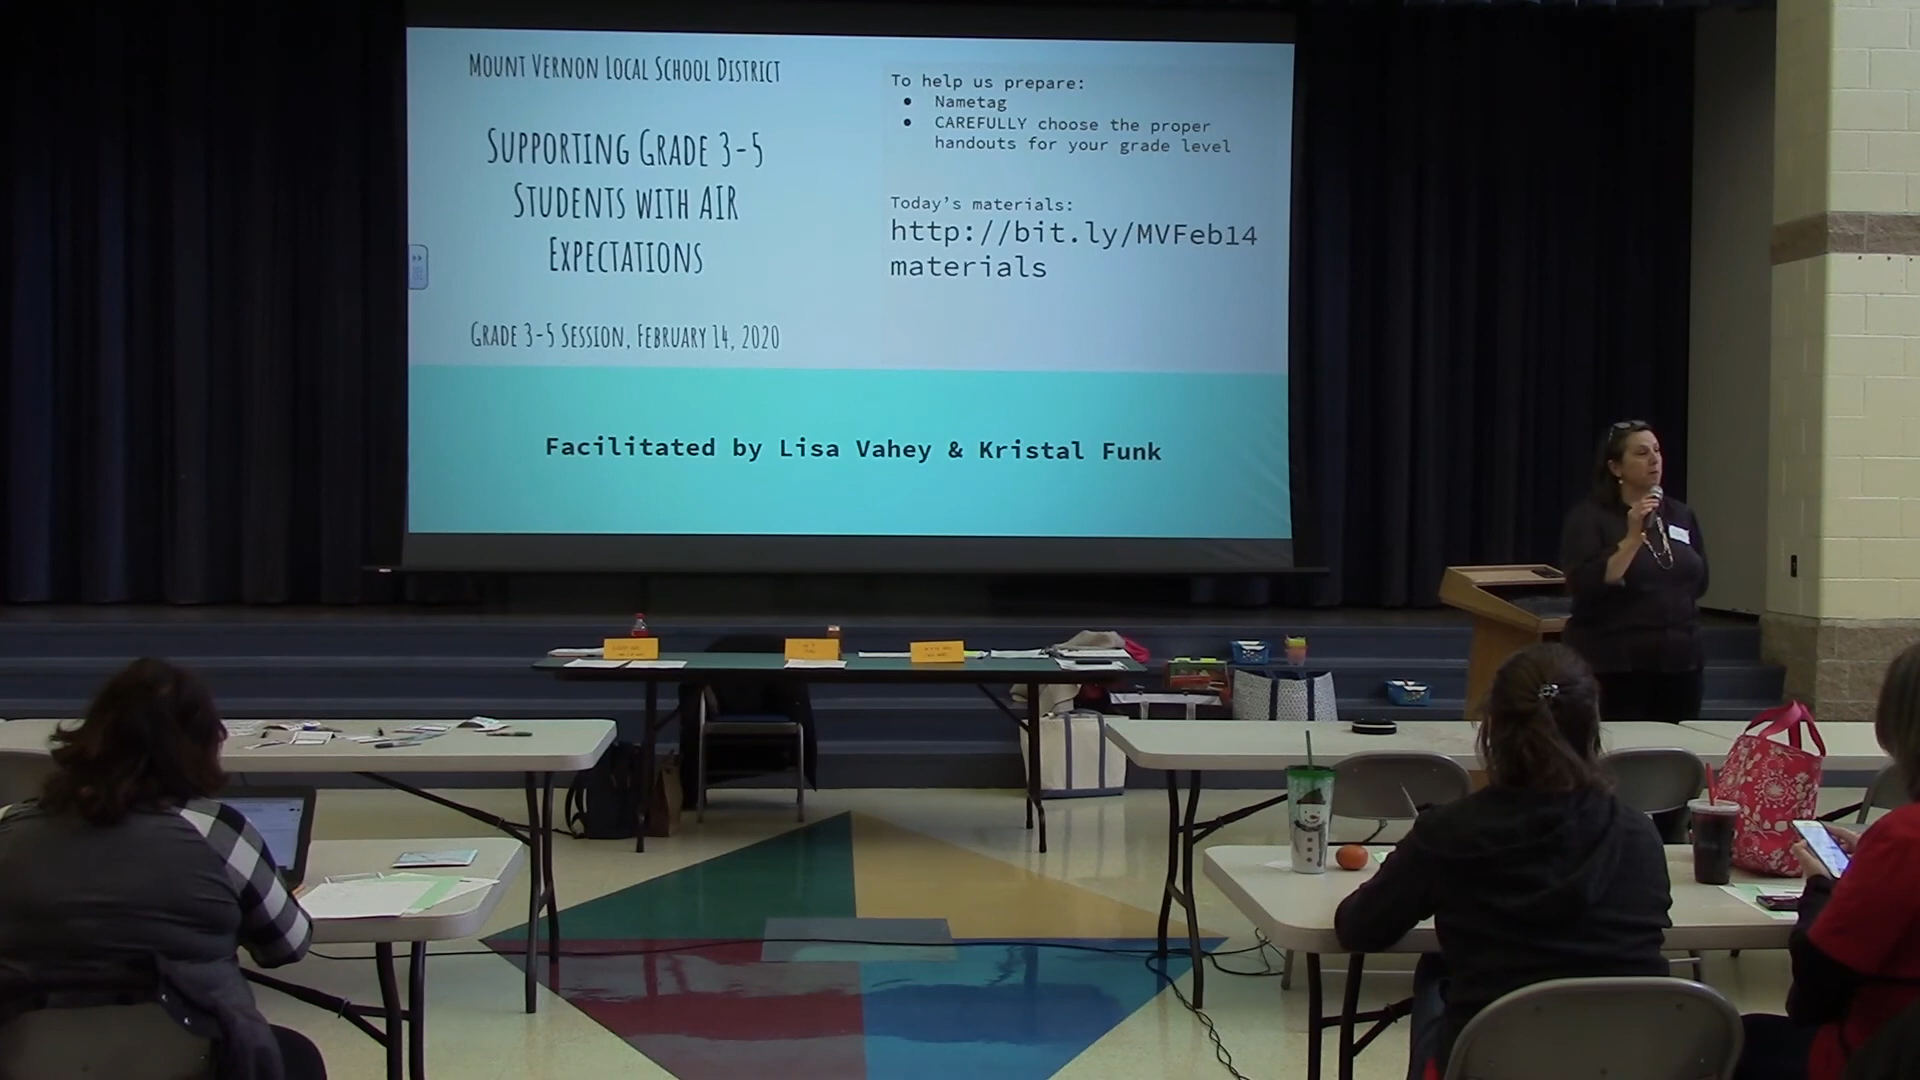 Mount Vernon Local School District
Supporting Grade 3-5
Students with AIR
Expectations
Grade 3-5 Session, February 14, 2020
To help us prepare:
● Nametag
● CAREFULLY choose the proper
handouts for your grade level
Today's materials:
http://bit.ly/MVFeb14
materials
Facilitated by Lisa Vahey & Kristal Funk